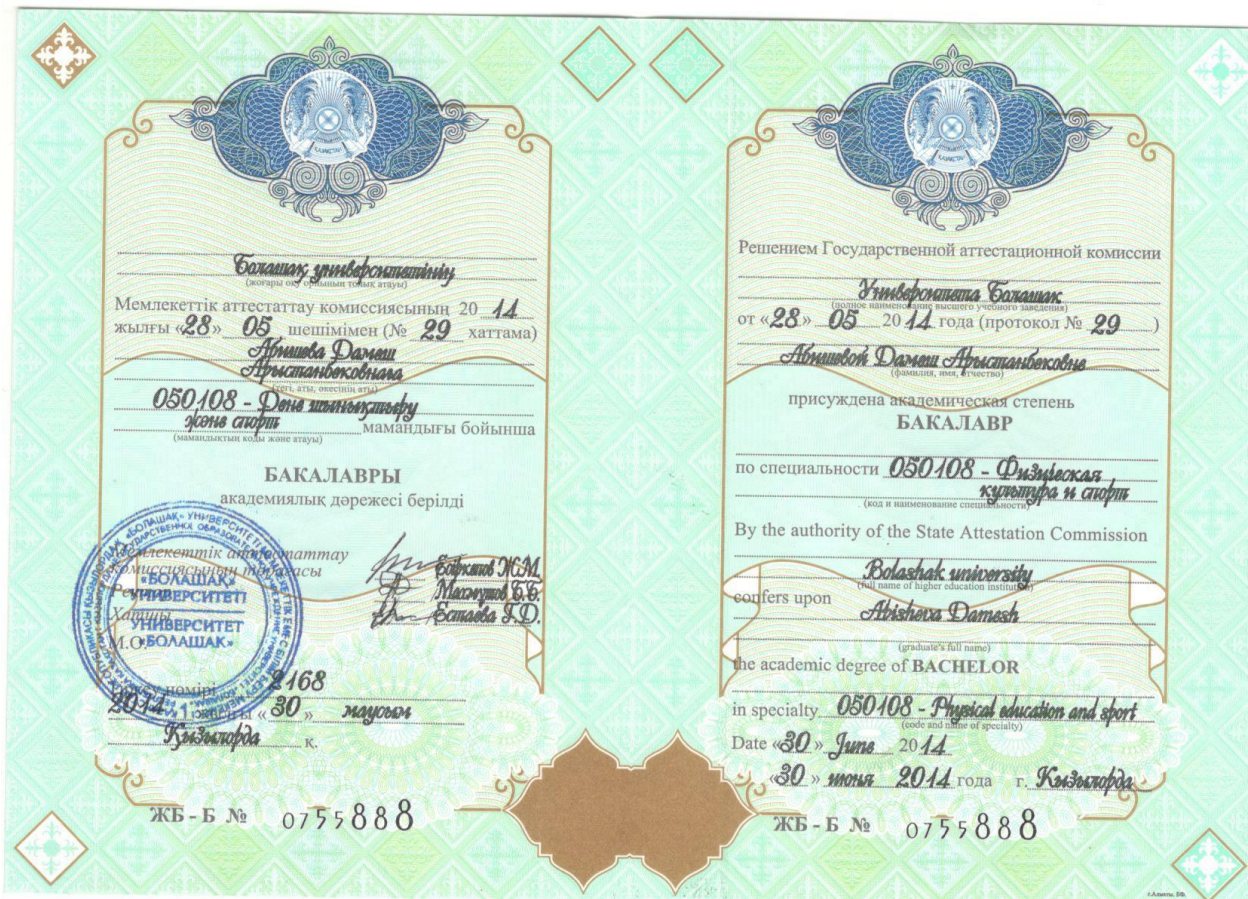 Болашақ университетінің
(жоғары оқу орнының толық атауы)
Мемлекеттік аттестаттау комиссиясының 20 14
жылғы «28» 05 шешімімен (№ 29 хаттама)
Абишева Дамеш
Арыстанбековнаға
(тегі, аты, әкесінің аты)
050108 - Дене шынықтыру
және спорт мамандығы бойынша
(мамандықтың коды және атауы)
БАКАЛАВРЫ
академиялық дәрежесі берілді
Мемлекеттік аттестаттау
комиссиясының төрағасы
Махмутов Б.Б.
Хатшы Естаева Г.Д.
М.О.
«БОЛАШАҚ»
УНИВЕРСИТЕТІ
УНИВЕРСИТЕТ
«БОЛАШАК»
нөмірі 2168
2014 жылғы «30» маусым
Қызылорда қ.
ЖБ - Б № 0755888
ҚАЗАҚСТАН
Решением Государственной аттестационной комиссии
Университета Болашак
(полное наименование высшего учебного заведения)
от «28» 05 2014 года (протокол № 29 )
Абишевой Дамеш Арыстанбековне
(фамилия, имя, отчество)
присуждена академическая степень
БАКАЛАВР
по специальности 050108 - Физическая
культура и спорт
(код и наименование специальности)
By the authority of the State Attestation Commission
Bolashak university
(full name of higher education institution)
confers upon Abisheva Damesh
(graduate's full name)
the academic degree of BACHELOR
in specialty 050108 - Physical education and sport
(code and name of specialty)
Date «30» June 2014
«30» июня 2014 года г. Кызылорда
ЖБ - Б № 0755888